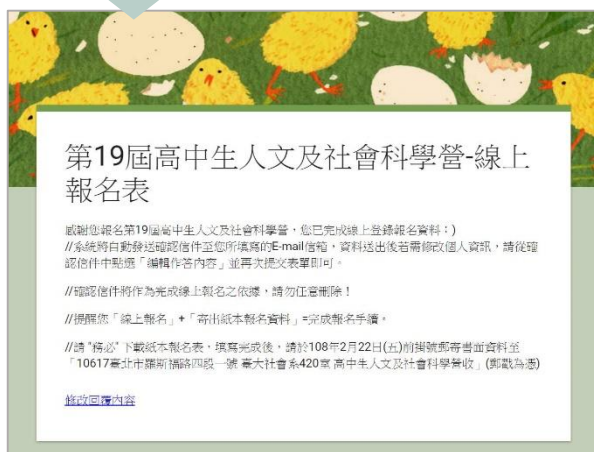 第19屆高中生人文及社會科學營-線上
報名表
感謝您報名第19屆高中生人文及社會科學營，您已完成線上登錄報名資料：)
//系統將自動發送確認信件至您所填寫的E-mail信箱，資料送出後若需修改個人資訊，請從確
認信件中點選「編輯作答內容」並再次提交表單即可。
//確認信件將作為完成線上報名之依據，請勿任意刪除！
//提醒您「線上報名」+「寄出紙本報名資料」=完成報名手續。
//請 "務必" 下載紙本報名表，填寫完成後，請於108年2月22日(五)前掛號郵寄書面資料至
「10617臺北市羅斯福路四段一號 臺大社會系420室 高中生人文及社會科學營收」(郵戳為憑)
修改回覆內容